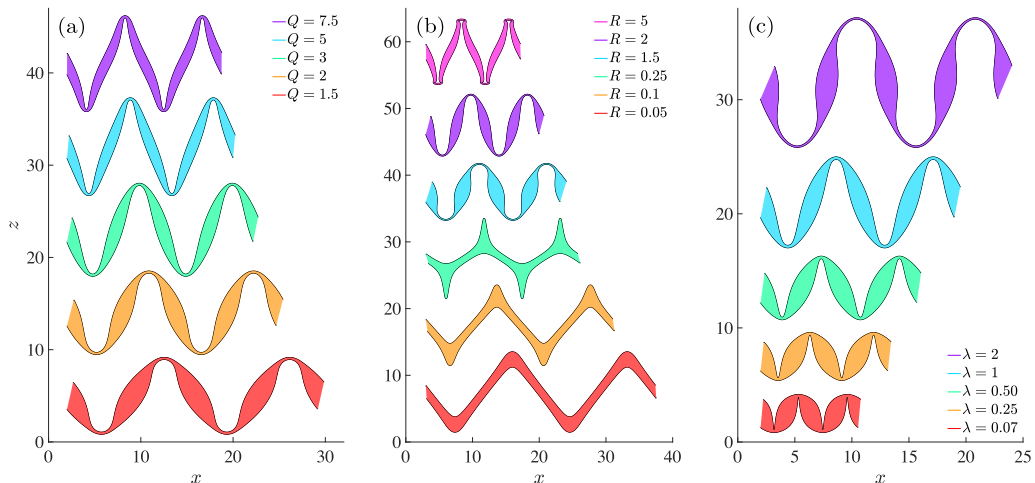 (a)
Q = 7.5
Q = 5
Q = 3
Q = 2
Q = 1.5
z
40
30
20
10
0
0 10 20 30
x
(b)
R = 5
R = 2
R = 1.5
R = 0.25
R = 0.1
R = 0.05
60
50
40
30
20
10
0
0 10 20 30 40
x
(c)
30
20
10
0
λ = 2
λ = 1
λ = 0.50
λ = 0.25
λ = 0.07
0 5 10 15 20 25
x